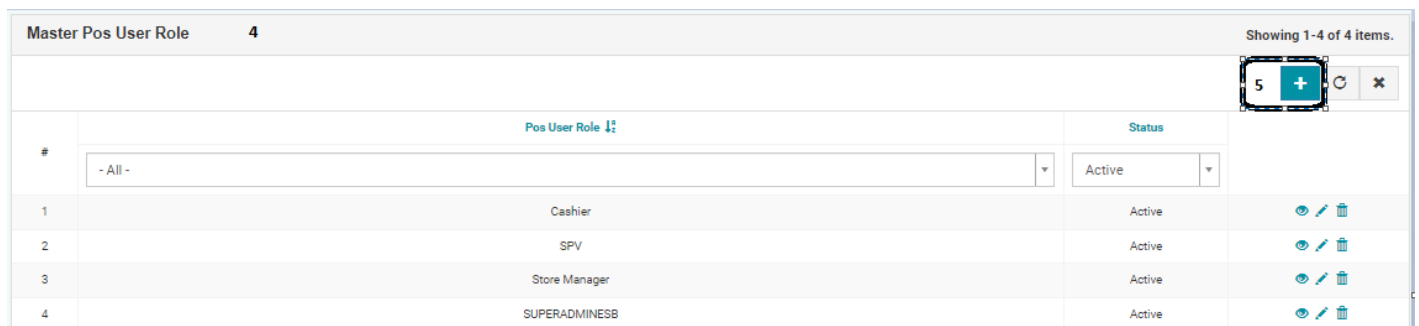 Master Pos User Role 4 Showing 1-4 of 4 items.
5
# Pos User Role Status
- All - Active
1 Cashier Active
2 SPV Active
3 Store Manager Active
4 SUPERADMINESB Active